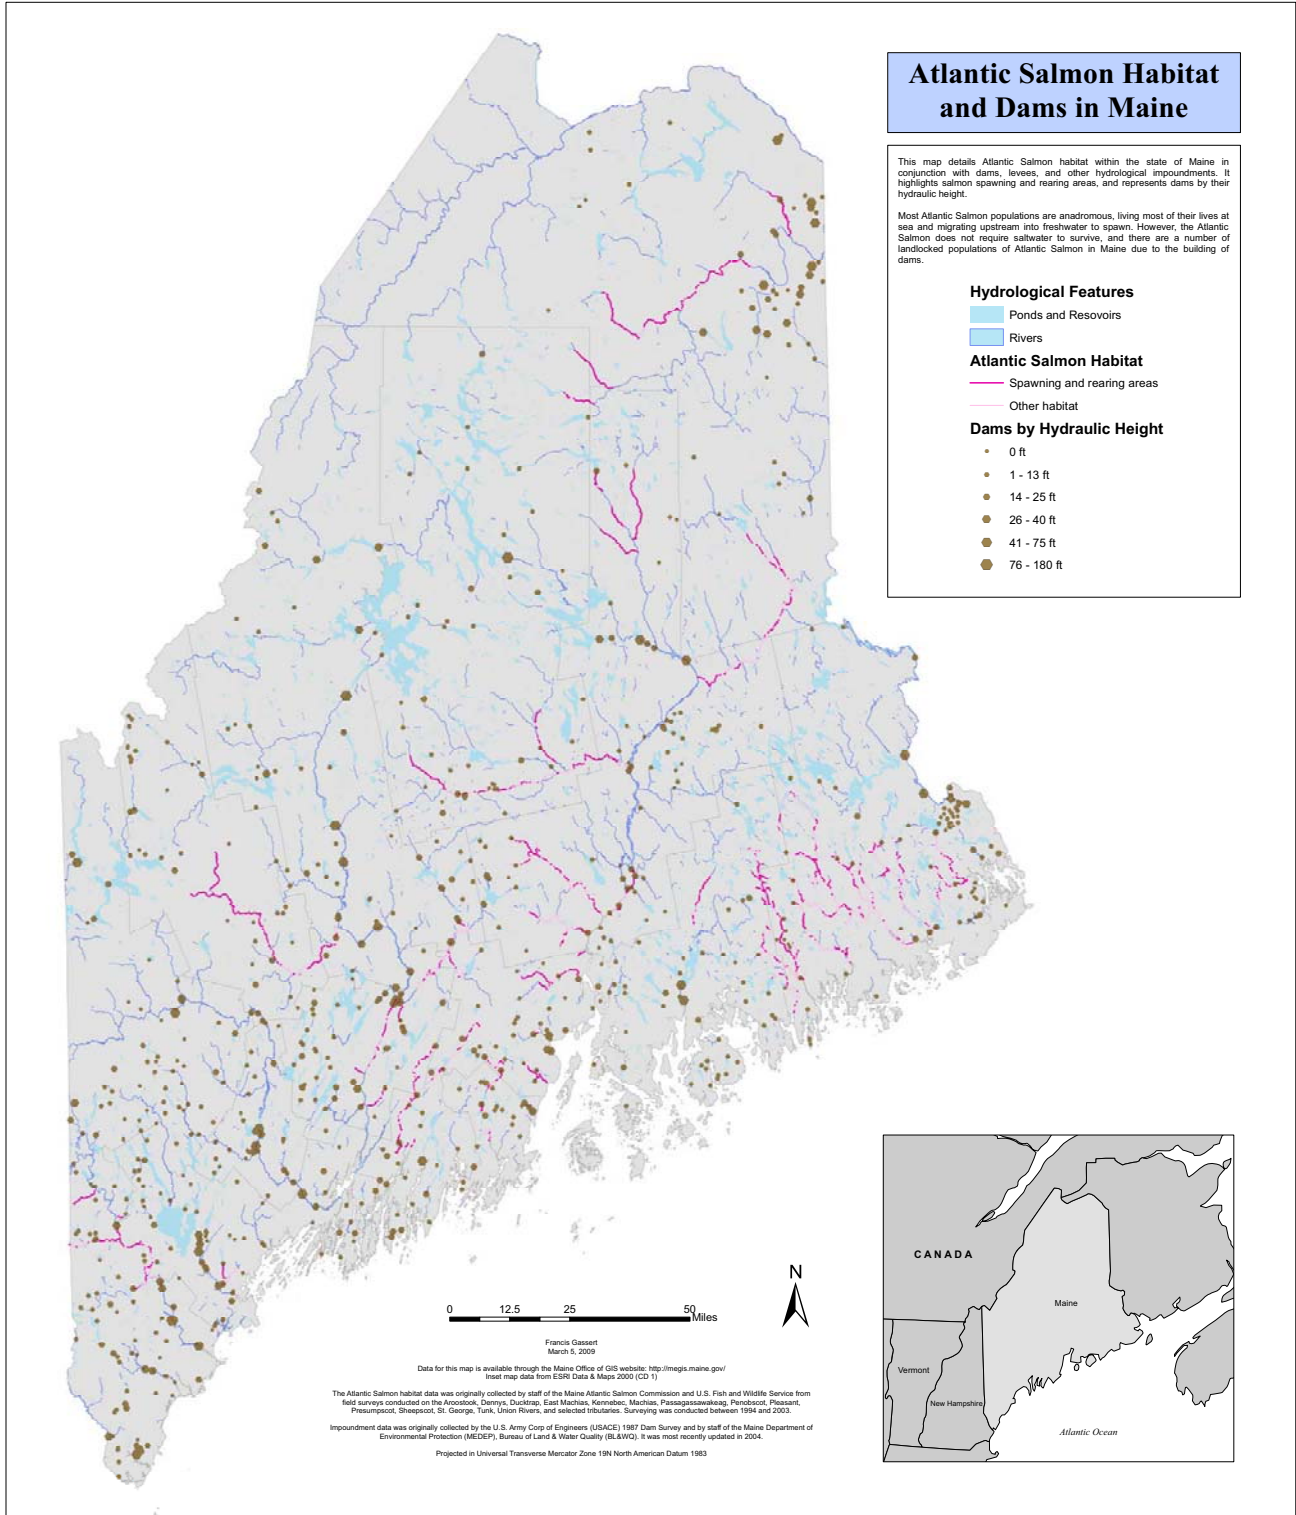 Atlantic Salmon Habitat
and Dams in Maine
This map details Atlantic Salmon habitat within the state of Maine in
conjunction with dams, levees, and other hydrological impoundments. It
highlights salmon spawning and rearing areas, and represents dams by their
hydraulic height.
Most Atlantic Salmon populations are anadromous, living most of their lives at
sea and migrating upstream into freshwater to spawn. However, the Atlantic
Salmon does not require saltwater to survive, and there are a number of
landlocked populations of Atlantic Salmon in Maine due to the building of
dams.
Hydrological Features
Ponds and Resovoirs
Rivers
Atlantic Salmon Habitat
Spawning and rearing areas
Other habitat
Dams by Hydraulic Height
0 ft
1 - 13 ft
14 - 25 ft
26 - 40 ft
41 - 75 ft
76 - 180 ft
CANADA
Maine
Vermont
New Hampshire
Atlantic Ocean
N
0 12.5 25 50
Miles
Francis Gassert
March 5, 2009
Data for this map is available through the Maine Office of GIS website: http://megis.maine.gov/
Inset map data from ESRI Data & Maps 2000 (CD 1)
The Atlantic Salmon habitat data was originally collected by staff of the Maine Atlantic Salmon Commission and U.S. Fish and Wildlife Service from
field surveys conducted on the Aroostook, Dennys, Ducktrap, East Machias, Kennebec, Machias, Passagassawakeag, Penobscot, Pleasant,
Presumpscot, Sheepscot, St. George, Tunk, Union Rivers, and selected tributaries. Surveying was conducted between 1994 and 2003.
Impoundment data was originally collected by the U.S. Army Corp of Engineers (USACE) 1987 Dam Survey and by staff of the Maine Department of
Environmental Protection (MEDEP), Bureau of Land & Water Quality (BL&WQ). It was most recently updated in 2004.
Projected in Universal Transverse Mercator Zone 19N North American Datum 1983